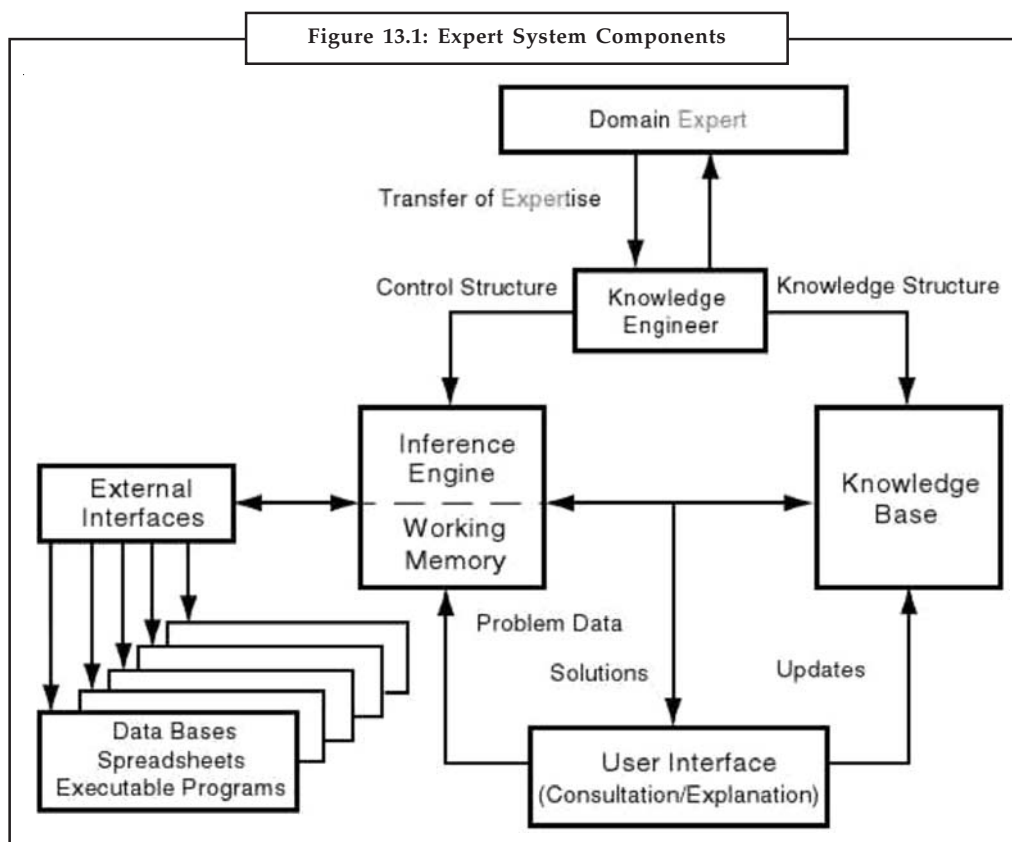 Figure 13.1: Expert System Components
Domain Expert
Transfer of Expertise
Control Structure
Knowledge
Engineer
Knowledge Structure
Inference
Engine
Working
Memory
Knowledge
Base
External
Interfaces
Problem Data
Solutions
Updates
Data Bases
Spreadsheets
Executable Programs
User Interface
(Consultation/Explanation)